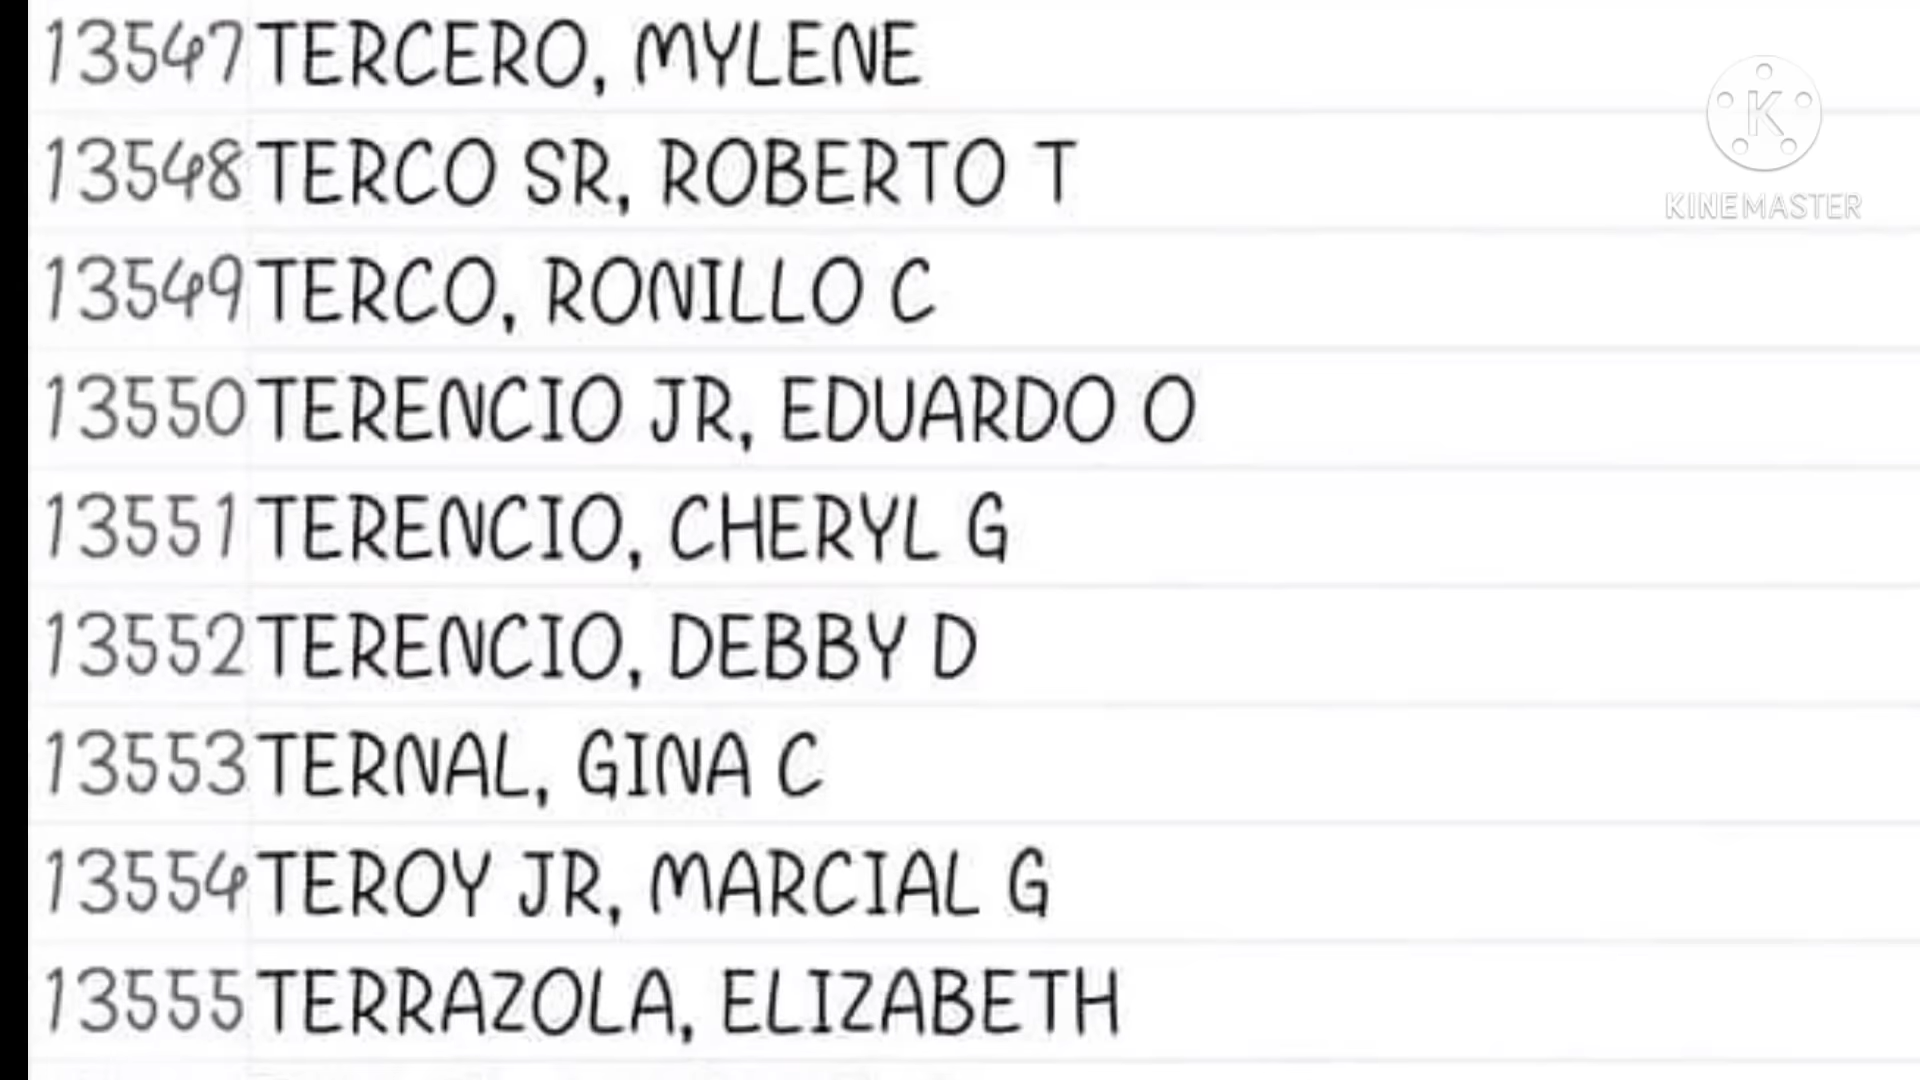 13547 TERCERO, MYLENE
13548 TERCO SR, ROBERTO T
13549 TERCO, RONILLO C
13550 TERENCIO JR, EDUARDO O
13551 TERENCIO, CHERYL G
13552 TERENCIO, DEBBY D
13553 TERNAL, GINA C
13554 TEROY JR, MARCIAL G
13555 TERRAZOLA, ELIZABETH
K
KINEMASTER